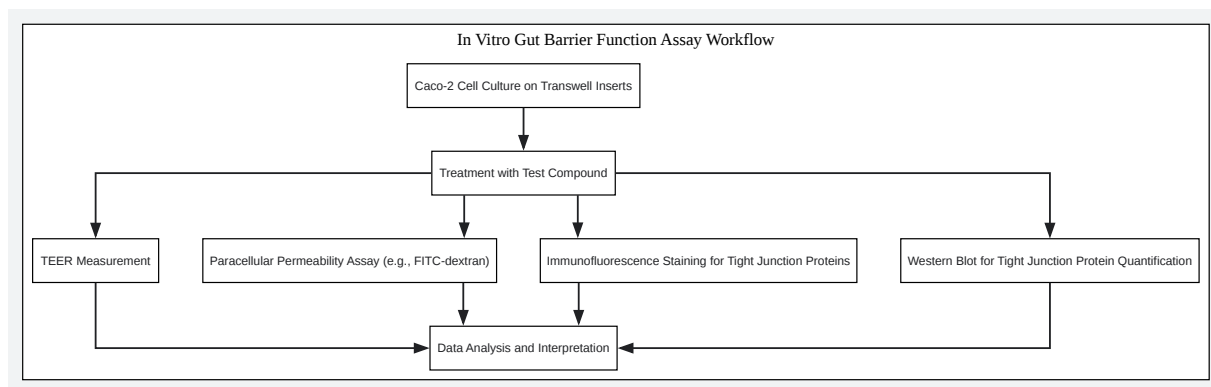 In Vitro Gut Barrier Function Assay Workflow
Caco-2 Cell Culture on Transwell Inserts
Treatment with Test Compound
TEER Measurement
Paracellular Permeability Assay (e.g., FITC-dextran)
Immunofluorescence Staining for Tight Junction Proteins
Western Blot for Tight Junction Protein Quantification
Data Analysis and Interpretation